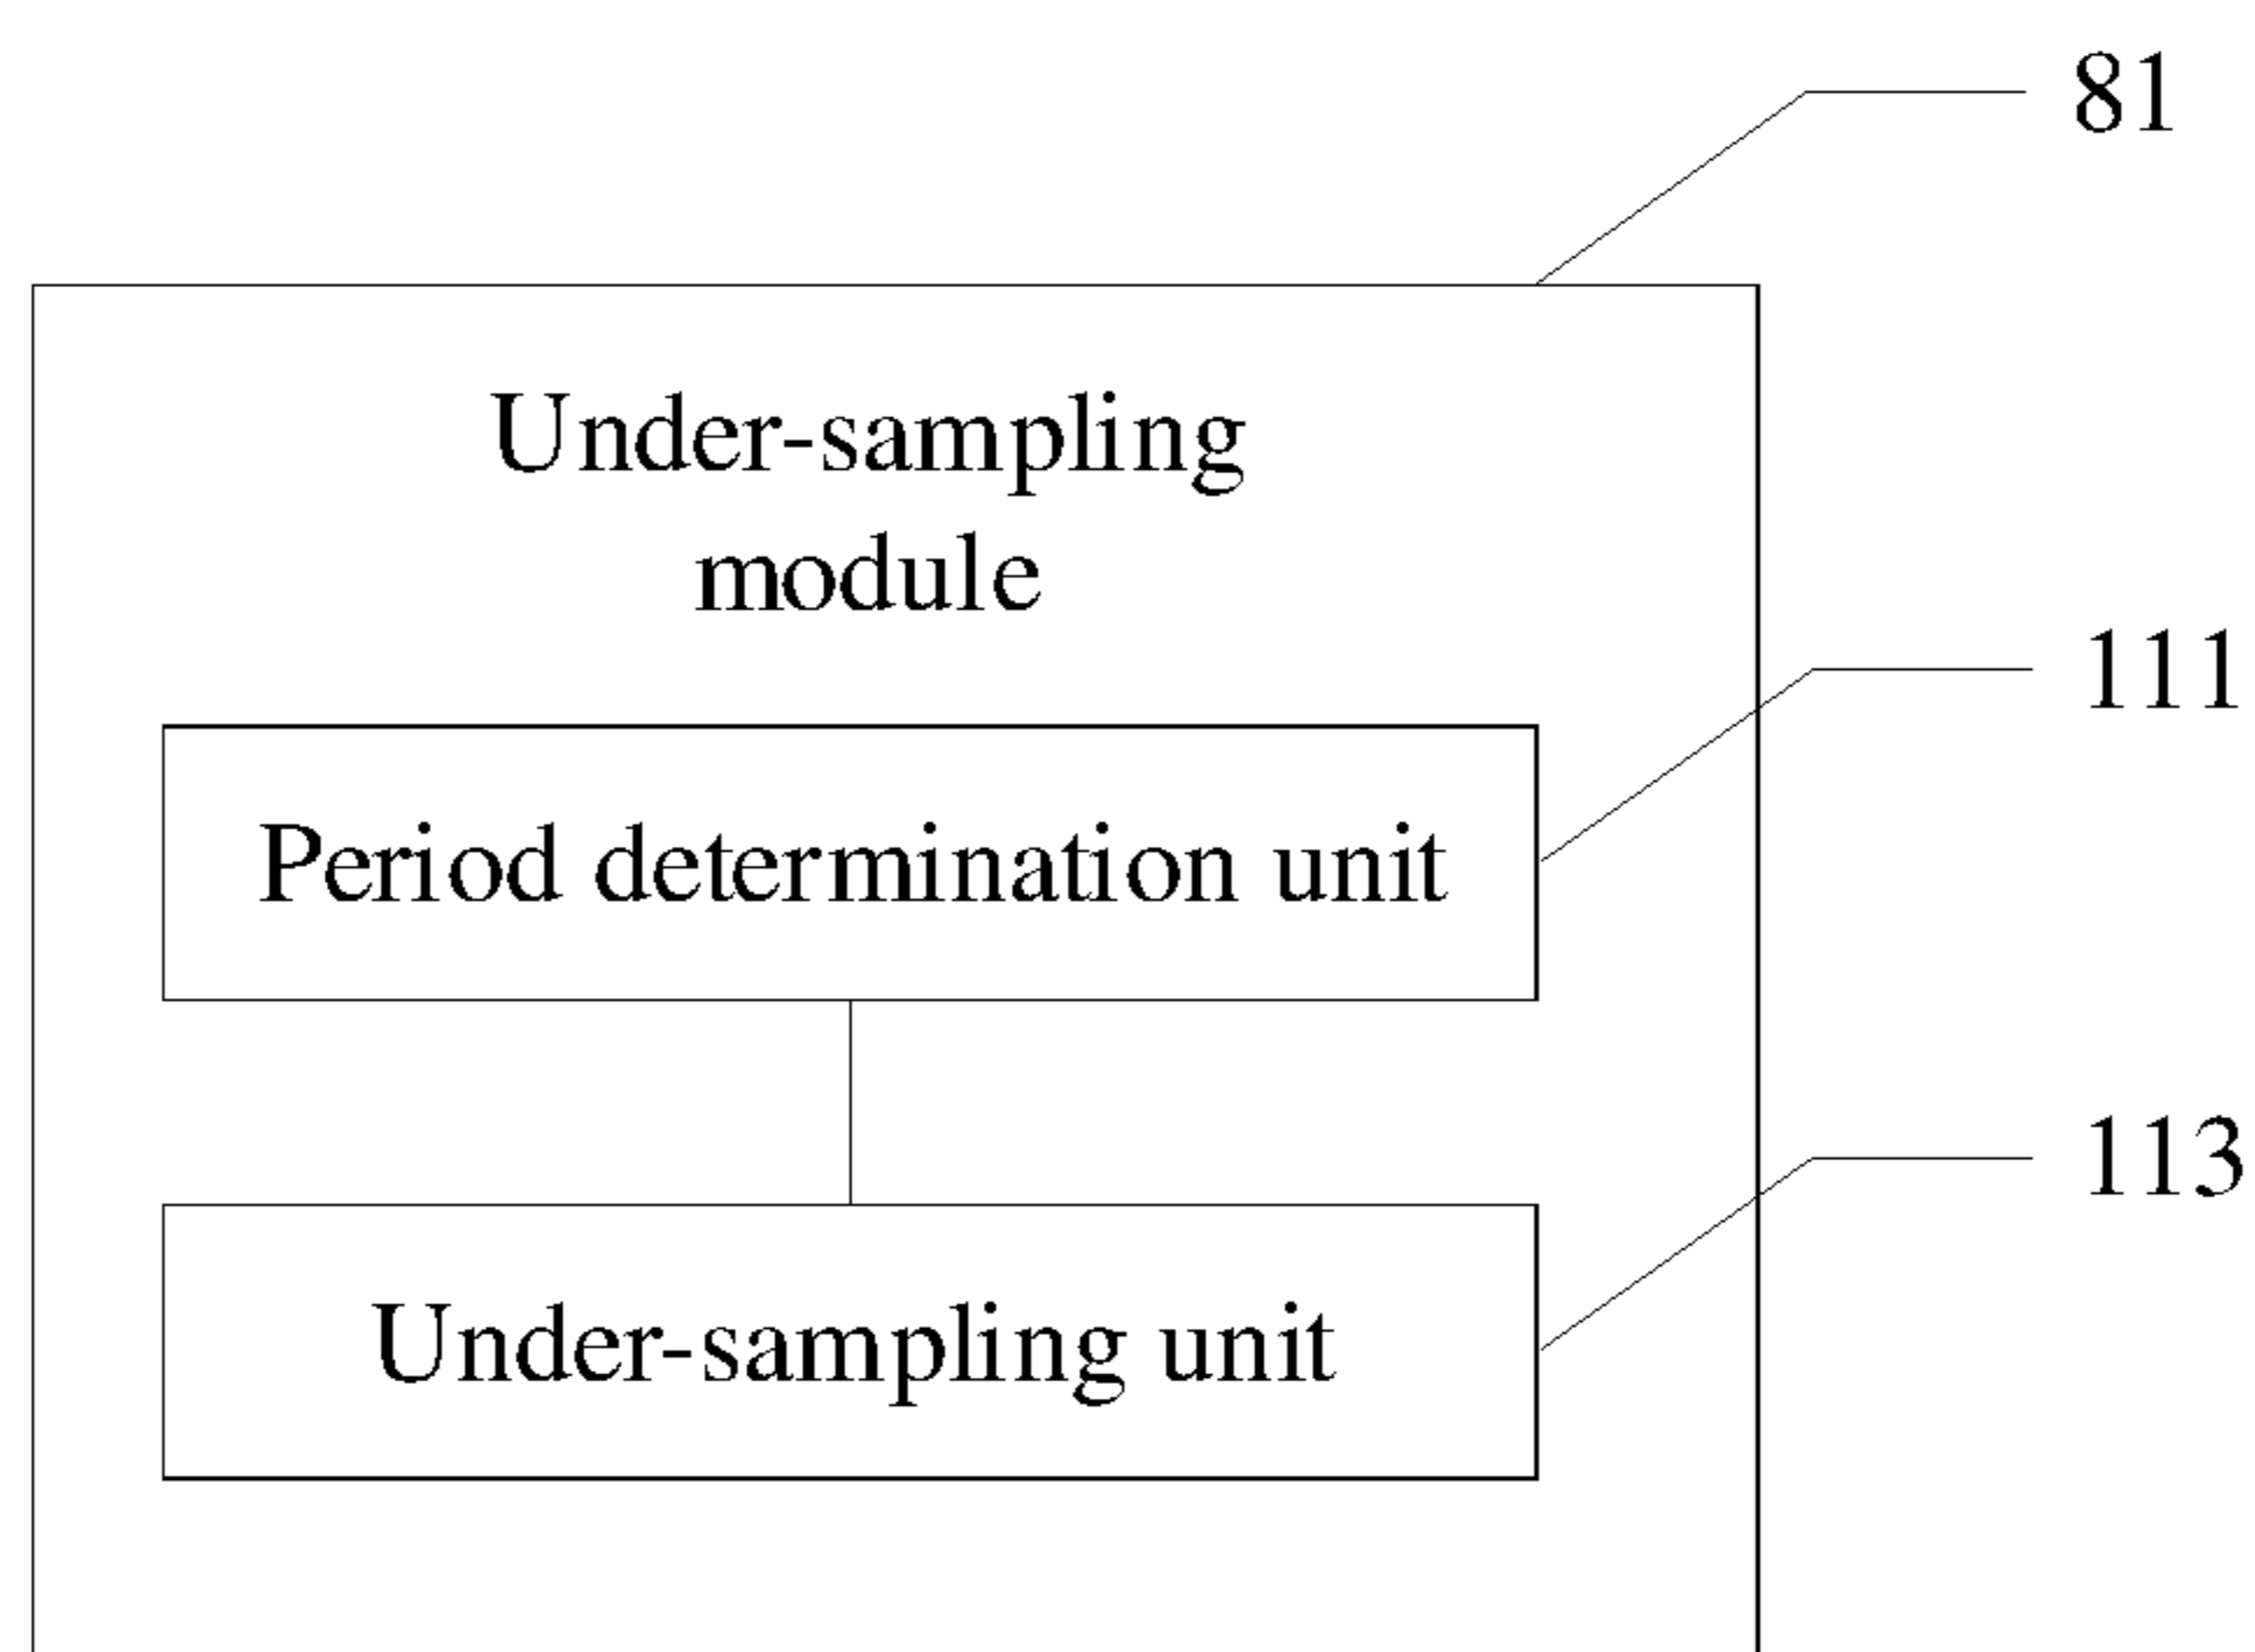 81
Under-sampling
module
111
Period determination unit
113
Under-sampling unit